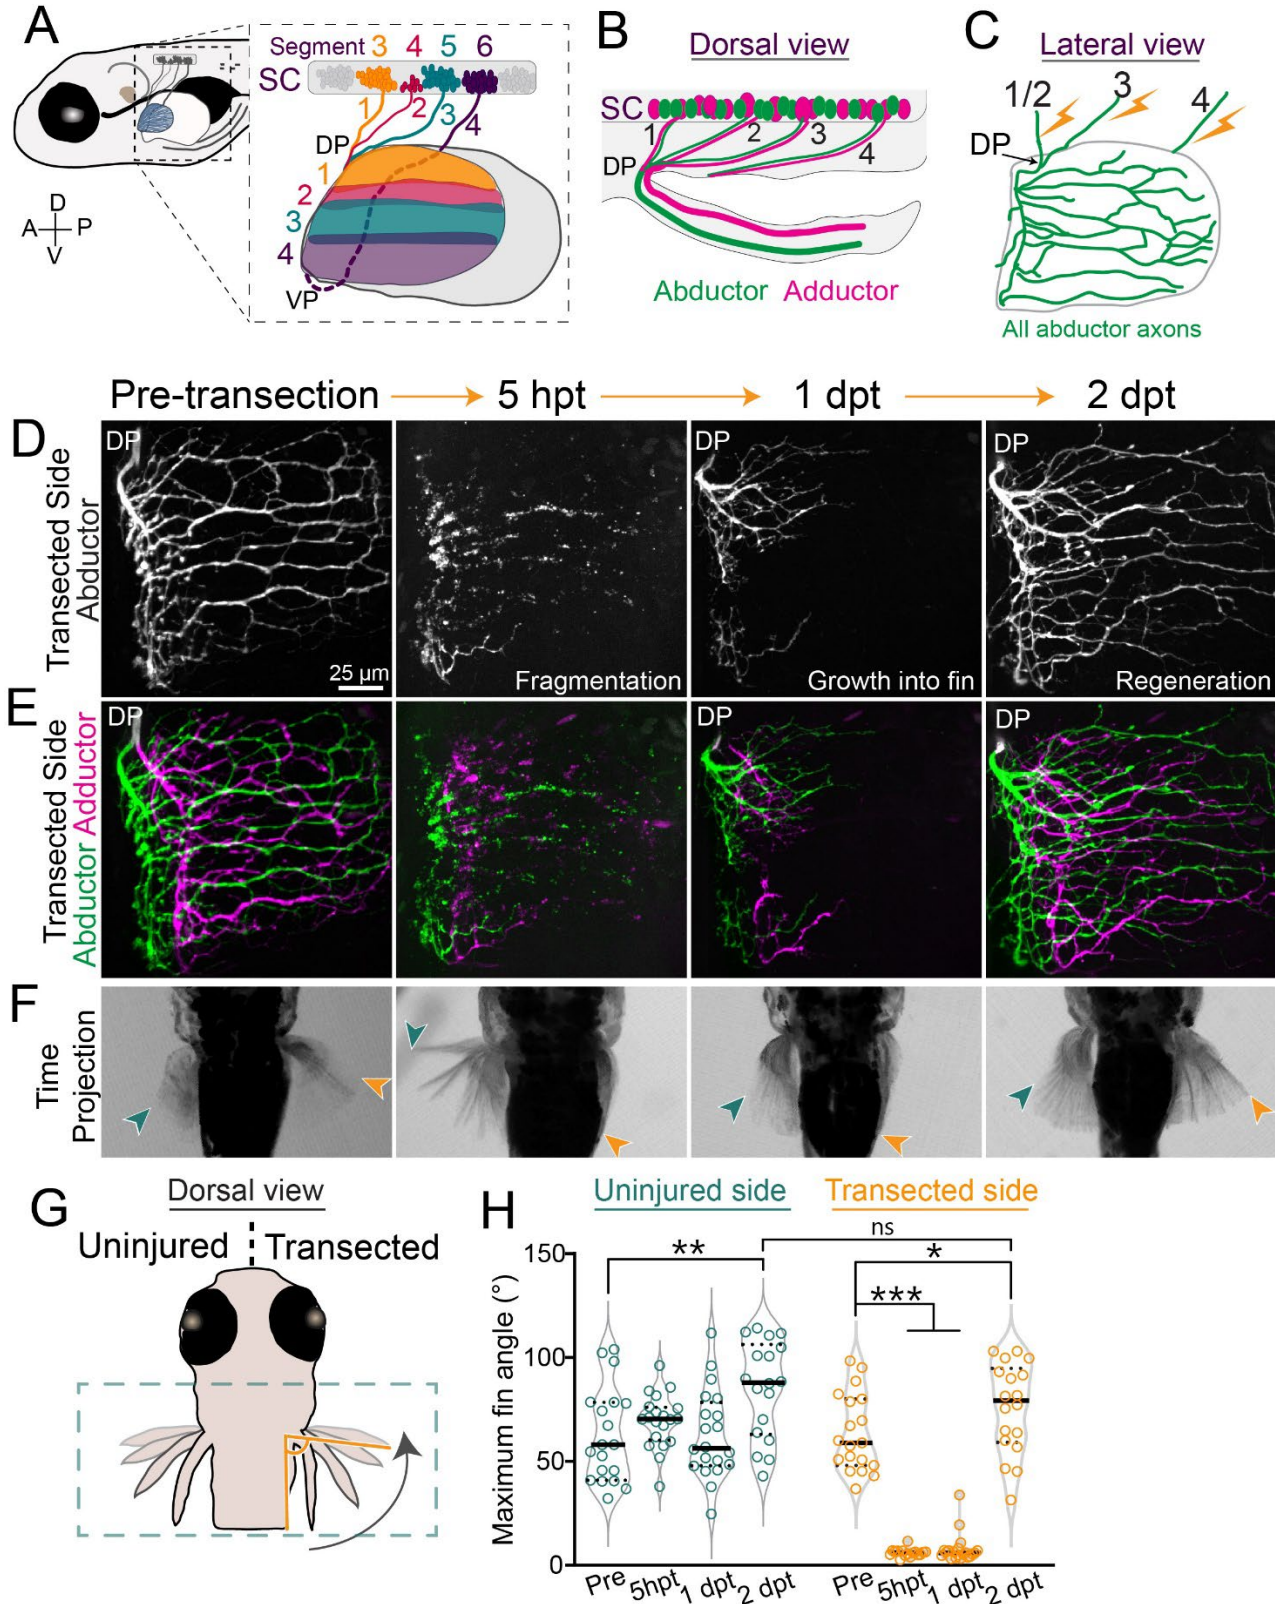 A
Segment 3 4 5 6
SC
1 2 3 4
DP
1
2
3
4
VP
D
A P
V
B
Dorsal view
SC
1 2 3 4
DP
Abductor Adductor
C
Lateral view
1/2 3 4
DP
All abductor axons
Pre-transection 5 hpt 1 dpt 2 dpt
D
Transected Side
Abductor
DP
25 µm
Fragmentation
DP
Growth into fin
DP
Regeneration
E
Transected Side
Abductor Adductor
DP
DP
DP
F
Time
Projection
G
Dorsal view
Uninjured Transected
H
Uninjured side Transected side
ns
** *
***
Maximum fin angle (°)
150
100
50
0
Pre 5hpt 1 dpt 2 dpt Pre 5hpt 1 dpt 2 dpt